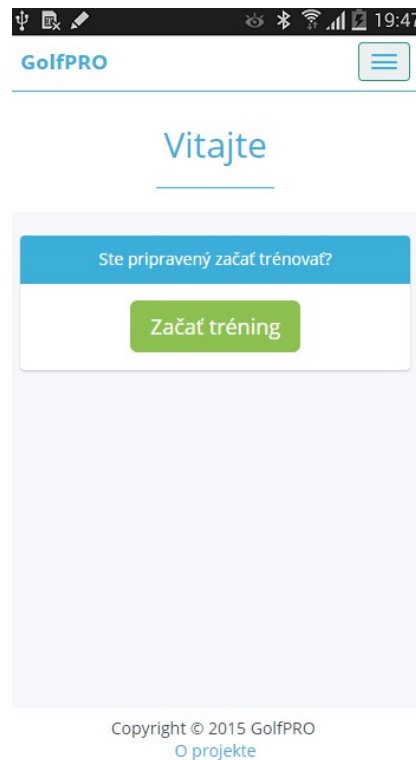 19:47
GolfPRO
Vitajte
Ste pripravený začať trénovať?
Začať tréning
Copyright © 2015 GolfPRO
O projekte